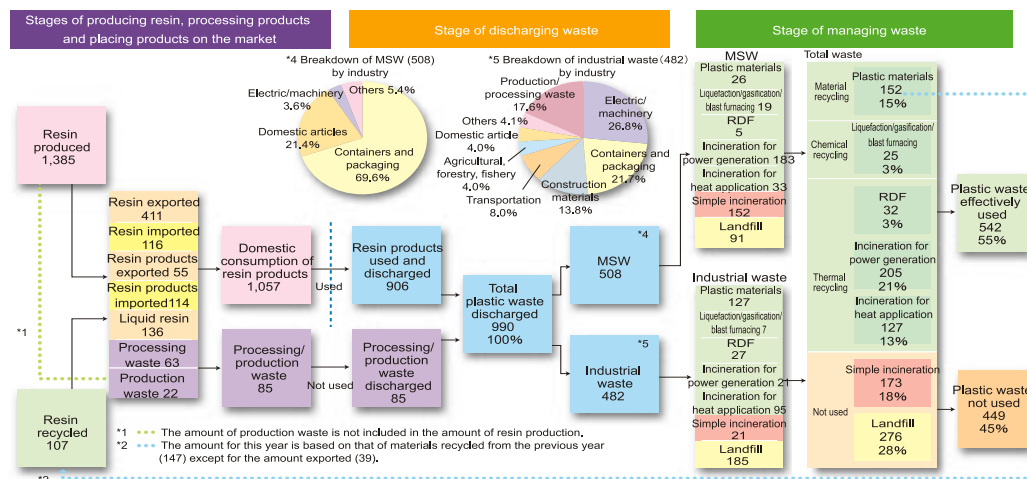 Stages of producing resin, processing products
and placing products on the market
Stage of discharging waste
Stage of managing waste
*4 Breakdown of MSW (508)
by industry
Electric/machinery
3.6%
Others 5.4%
Domestic articles
21.4%
Containers and
packaging
69.6%
*5 Breakdown of industrial waste(482)
by industry
Production/
processing waste
17.6%
Others 4.1%
Domestic article
4.0%
Agricultural,
forestry, fishery
4.0%
Transportation
8.0%
Electric/
machinery
26.8%
Containers and
packaging
21.7%
Construction
materials
13.8%
Resin
produced
1,385
Resin
recycled
107
*1
Resin exported
411
Resin imported
116
Resin products
exported 55
Resin products
imported114
Liquid resin
136
Processing
waste 63
Production
waste 22
Domestic
consumption of
resin products
1,057
Used
Processing/
production
waste
85
Not used
Resin products
used and
discharged
906
Processing/
production
waste
discharged
85
Total
plastic waste
discharged
990
100%
*4
MSW
508
*5
Industrial
waste
482
MSW
Plastic materials
26
Liquefaction/gasification/
blast furnacing 19
RDF
5
Incineration for
power generation 183
Incineration for
heat application 33
Simple incineration
152
Landfill
91
Industrial waste
Plastic materials
127
Liquefaction/gasification/
blast furnacing 7
RDF
27
Incineration for
power generation 21
Incineration for
heat application 95
Simple incineration
21
Landfill
185
Total waste
Material
recycling
Plastic materials
152
15%
Chemical
recycling
Liquefaction/gasification/
blast furnacing
25
3%
Thermal
recycling
RDF
32
3%
Incineration for
power generation
205
21%
Incineration for
heat application
127
13%
Not used
Simple incineration
173
18%
Landfill
276
28%
Plastic waste
effectively
used
542
55%
Plastic waste
not used
449
45%
*1 The amount of production waste is not included in the amount of resin production.
*2 The amount for this year is based on that of materials recycled from the previous year
(147) except for the amount exported (39).